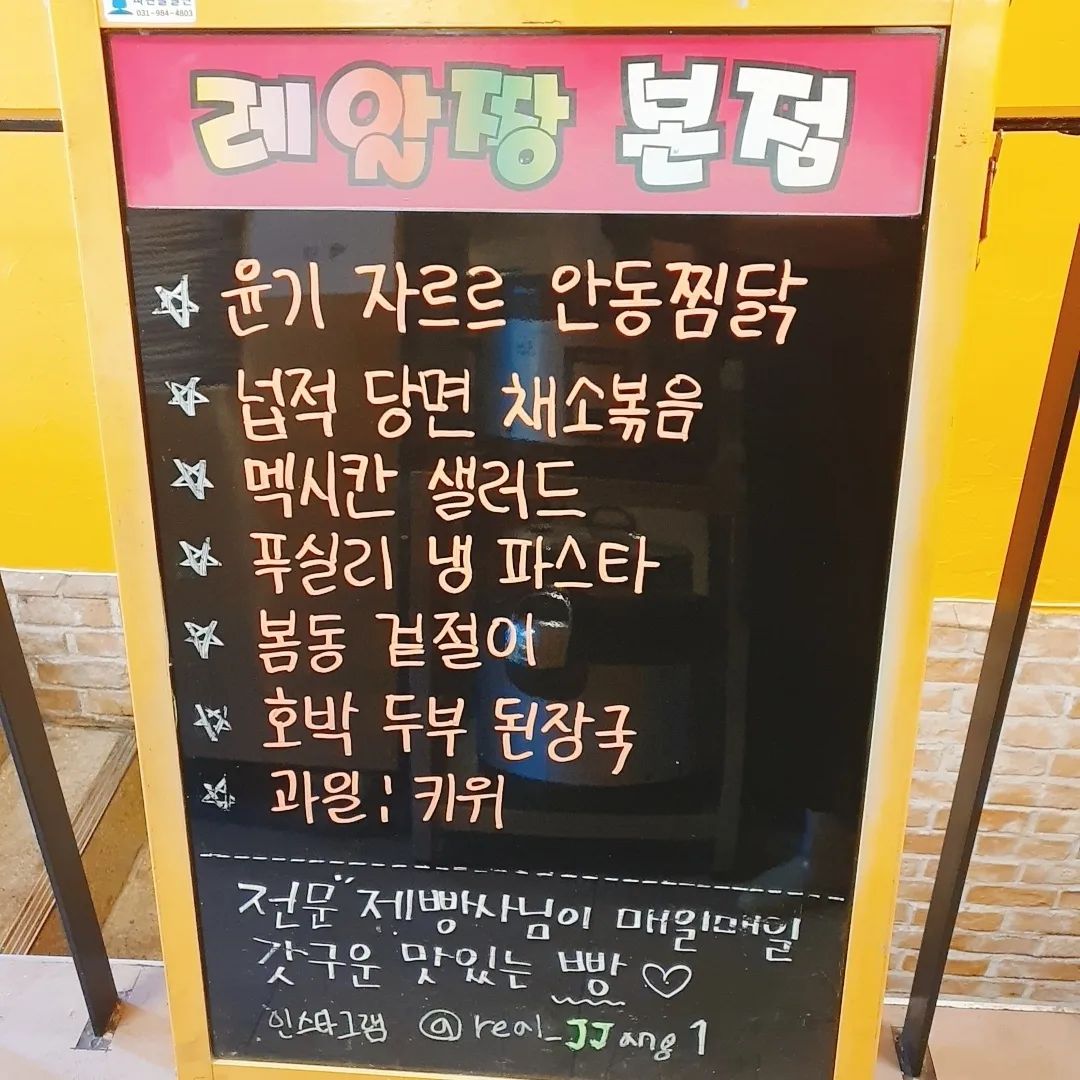 031-984-4803
레알짱 본점
☆ 윤기 자르르 안동찜닭
☆ 넙적 당면 채소볶음
☆ 멕시칸 샐러드
☆ 푸실리 냉 파스타
☆ 봄동 겉절이
☆ 호박 두부 된장국
☆ 과일 : 키위
전문" 제빵사님이 매일매일
갓구운 맛있는 빵 ♡
인스타그램 @real_JJang1